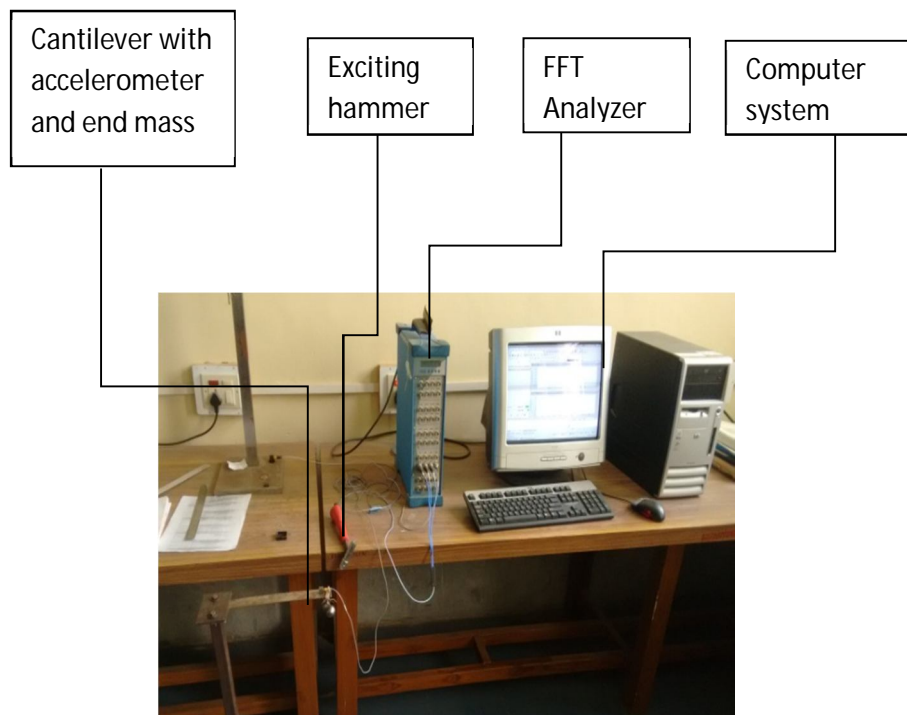 Cantilever with
accelerometer
and end mass
Exciting
hammer
FFT
Analyzer
Computer
system